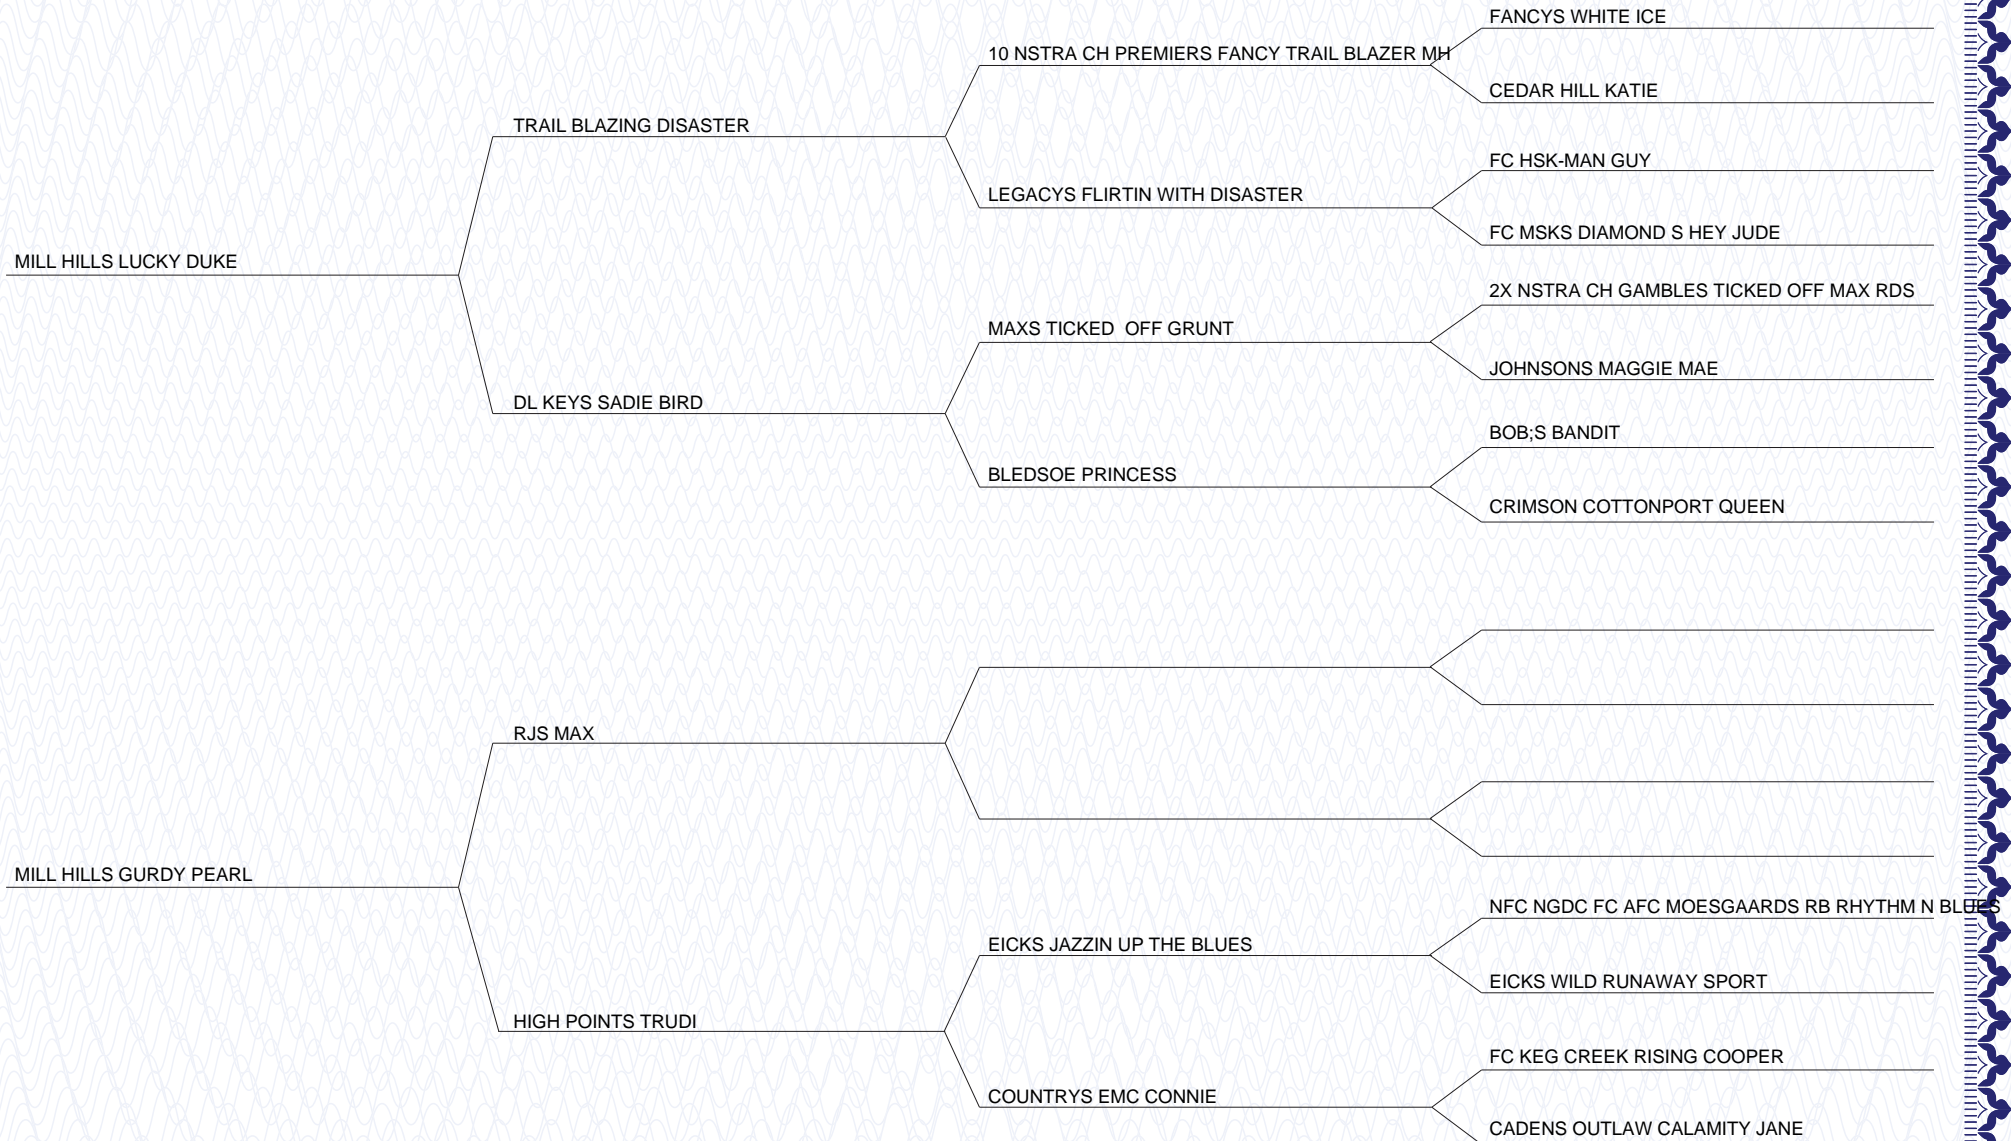 FANCYS WHITE ICE
10 NSTRA CH PREMIERS FANCY TRAIL BLAZER MH
CEDAR HILL KATIE
TRAIL BLAZING DISASTER
FC HSK-MAN GUY
LEGACYS FLIRTIN WITH DISASTER
FC MSKS DIAMOND S HEY JUDE
MILL HILLS LUCKY DUKE
2X NSTRA CH GAMBLES TICKED OFF MAX RDS
MAXS TICKED  OFF GRUNT
JOHNSONS MAGGIE MAE
DL KEYS SADIE BIRD
BOB;S BANDIT
BLEDSOE PRINCESS
CRIMSON COTTONPORT QUEEN
RJS MAX
MILL HILLS GURDY PEARL
NFC NGDC FC AFC MOESGAARDS RB RHYTHM N BLUES
EICKS JAZZIN UP THE BLUES
EICKS WILD RUNAWAY SPORT
HIGH POINTS TRUDI
FC KEG CREEK RISING COOPER
COUNTRYS EMC CONNIE
CADENS OUTLAW CALAMITY JANE